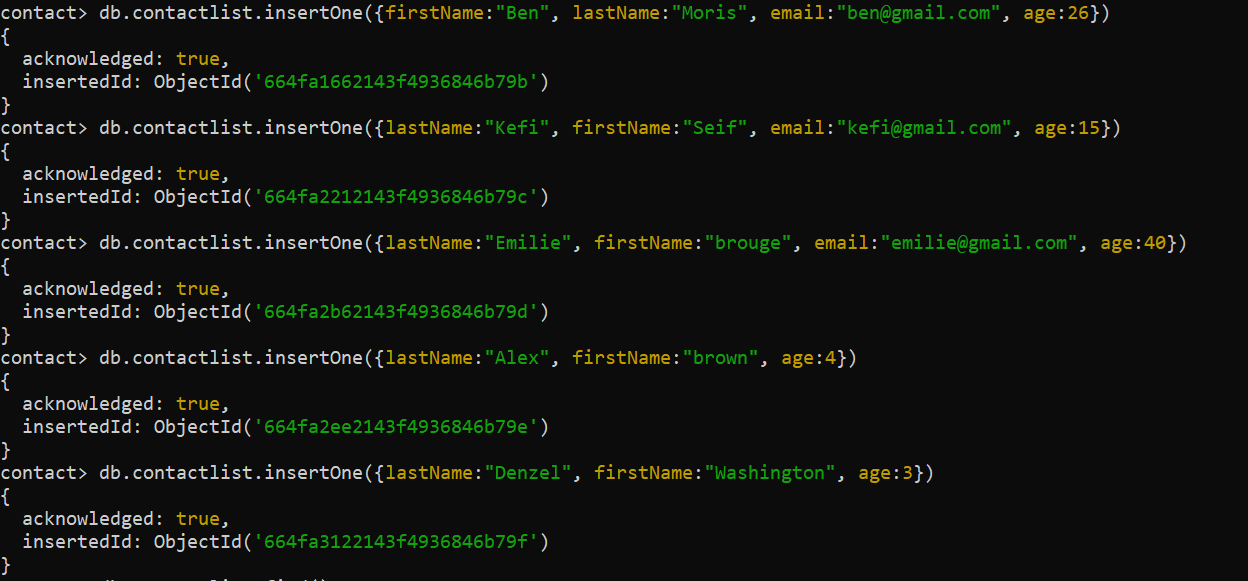 contact> db.contactlist.insertOne({firstName:"Ben", lastName:"Moris", email:"ben@gmail.com", age:26})
{
  acknowledged: true,
  insertedId: ObjectId('664fa1662143f4936846b79b')
}
contact> db.contactlist.insertOne({lastName:"Kefi", firstName:"Seif", email:"kefi@gmail.com", age:15})
{
  acknowledged: true,
  insertedId: ObjectId('664fa2212143f4936846b79c')
}
contact> db.contactlist.insertOne({lastName:"Emilie", firstName:"brouge", email:"emilie@gmail.com", age:40})
{
  acknowledged: true,
  insertedId: ObjectId('664fa2b62143f4936846b79d')
}
contact> db.contactlist.insertOne({lastName:"Alex", firstName:"brown", age:4})
{
  acknowledged: true,
  insertedId: ObjectId('664fa2ee2143f4936846b79e')
}
contact> db.contactlist.insertOne({lastName:"Denzel", firstName:"Washington", age:3})
{
  acknowledged: true,
  insertedId: ObjectId('664fa3122143f4936846b79f')
}